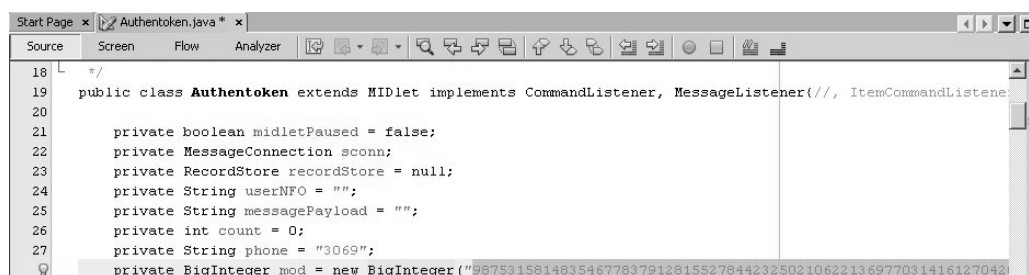 Start Page x Authentoken.java * x
Source Screen Flow Analyzer
18 */
19 public class Authentoken extends MIDlet implements CommandListener, MessageListener{//, ItemCommandListene
20
21 private boolean midletPaused = false;
22 private MessageConnection sconn;
23 private RecordStore recordStore = null;
24 private String userNFO = "";
25 private String messagePayload = "";
26 private int count = 0;
27 private String phone = "3069";
private BigInteger mod = new BigInteger("9875315814835467783791281552784423250210622136977031416127042